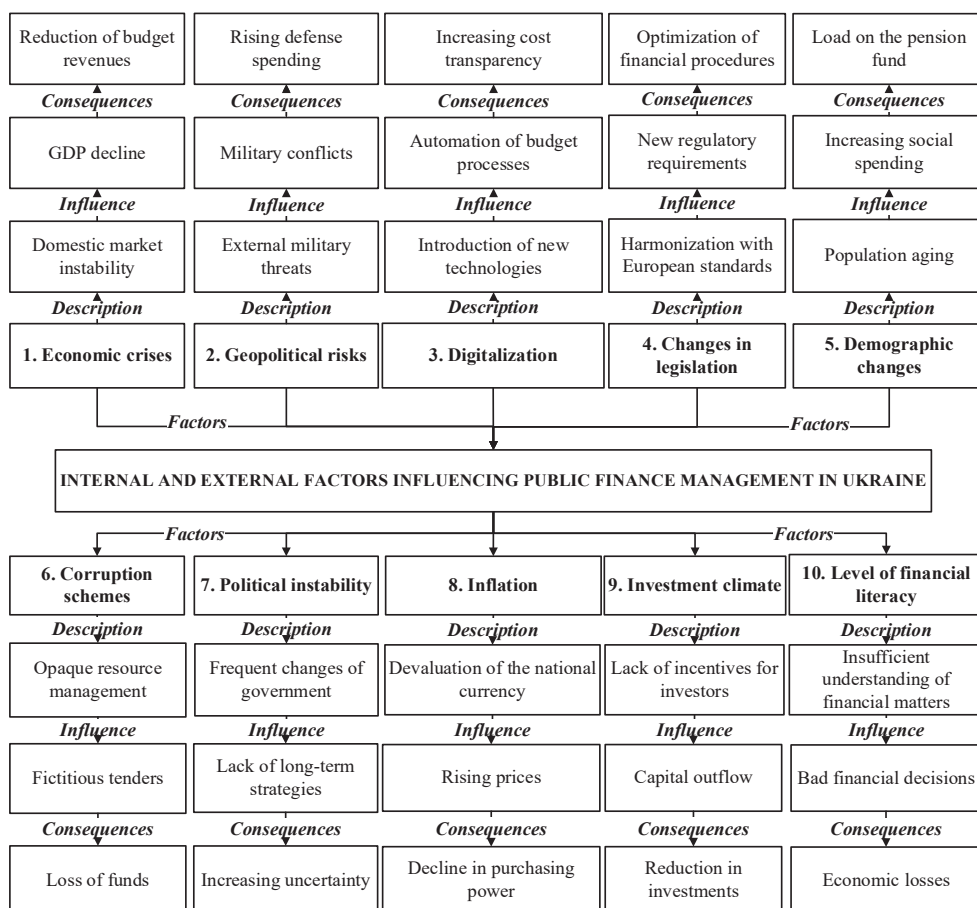 Reduction of budget
revenues
Rising defense
spending
Increasing cost
transparency
Optimization of
financial procedures
Load on the pension
fund
Consequences
Consequences
Consequences
Consequences
Consequences
GDP decline
Military conflicts
Automation of budget
processes
New regulatory
requirements
Increasing social
spending
Influence
Influence
Influence
Influence
Influence
Domestic market
instability
External military
threats
Introduction of new
technologies
Harmonization with
European standards
Population aging
Description
Description
Description
Description
Description
1. Economic crises
2. Geopolitical risks
3. Digitalization
4. Changes in
legislation
5. Demographic
changes
Factors
Factors
INTERNAL AND EXTERNAL FACTORS INFLUENCING PUBLIC FINANCE MANAGEMENT IN UKRAINE
Factors
Factors
6. Corruption
schemes
7. Political instability
8. Inflation
9. Investment climate
10. Level of financial
literacy
Description
Description
Description
Description
Description
Opaque resource
management
Frequent changes of
government
Devaluation of the national
currency
Lack of incentives for
investors
Insufficient
understanding of
financial matters
Influence
Influence
Influence
Influence
Influence
Fictitious tenders
Lack of long-term
strategies
Rising prices
Capital outflow
Bad financial decisions
Consequences
Consequences
Consequences
Consequences
Consequences
Loss of funds
Increasing uncertainty
Decline in purchasing
power
Reduction in
investments
Economic losses